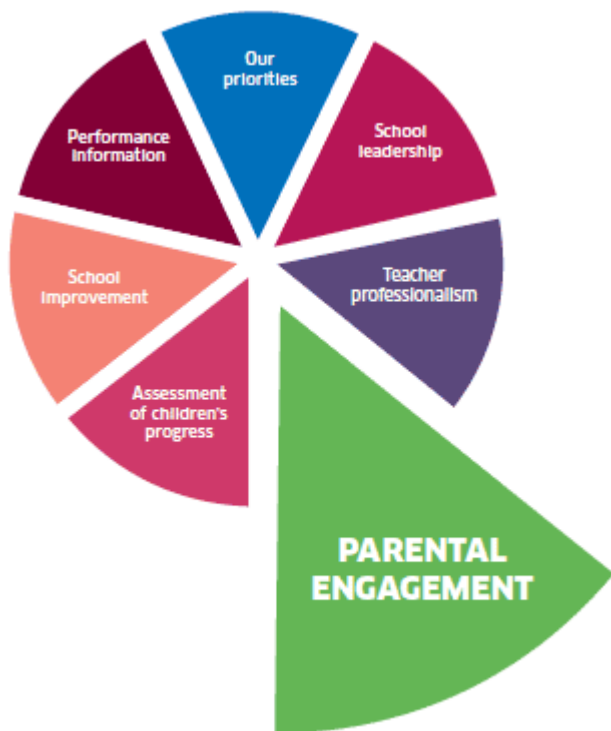 Our
priorities
School
leadership
Teacher
professionalism
PARENTAL
ENGAGEMENT
Assessment
of children's
progress
School
improvement
Performance
information